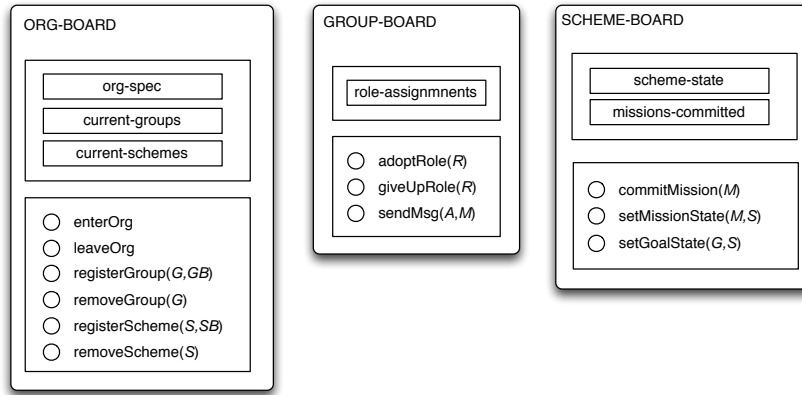 ORG-BOARD
org-spec
current-groups
current-schemes
enterOrg
leaveOrg
registerGroup(G,GB)
removeGroup(G)
registerScheme(S,SB)
removeScheme(S)
GROUP-BOARD
role-assignmnents
adoptRole(R)
giveUpRole(R)
sendMsg(A,M)
SCHEME-BOARD
scheme-state
missions-committed
commitMission(M)
setMissionState(M,S)
setGoalState(G,S)